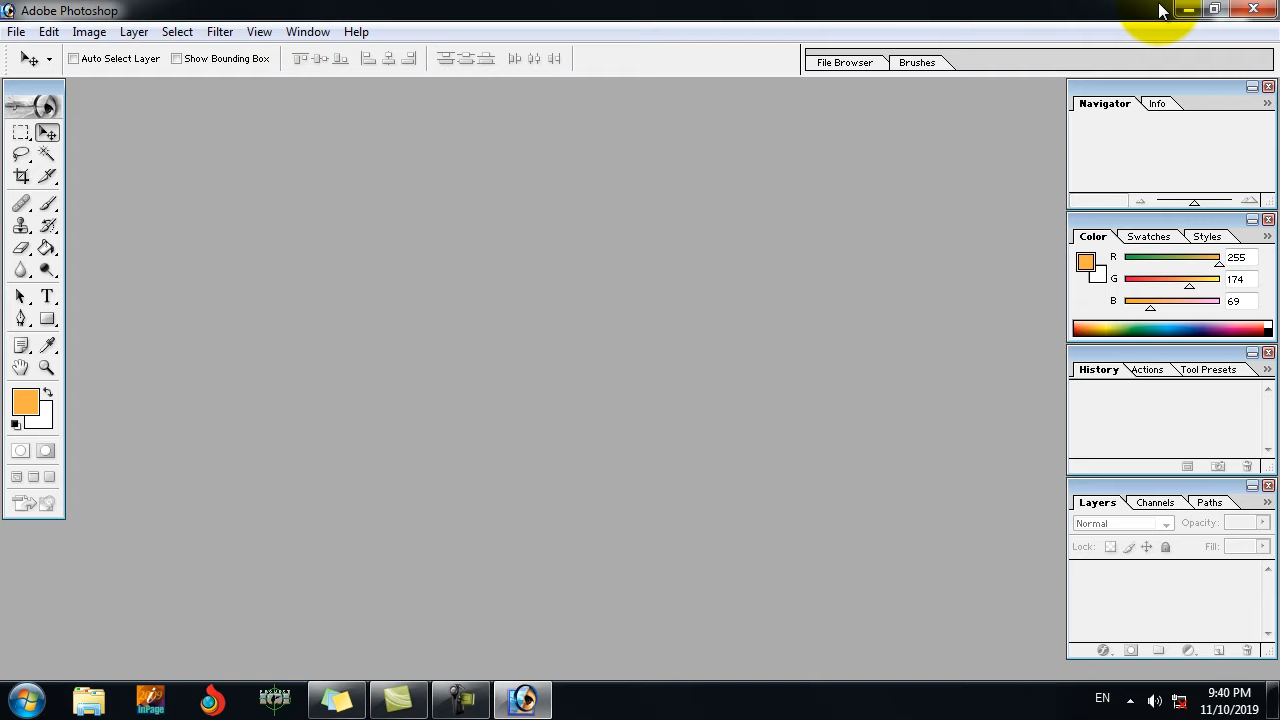 Adobe Photoshop
File Edit Image Layer Select Filter View Window Help
Auto Select Layer Show Bounding Box File Browser Brushes
Navigator Info
Color Swatches Styles
R 255
G 174
B 69
History Actions Tool Presets
Layers Channels Paths
Normal Opacity:
Lock: Fill:
InPage
EN 9:40 PM
11/10/2019